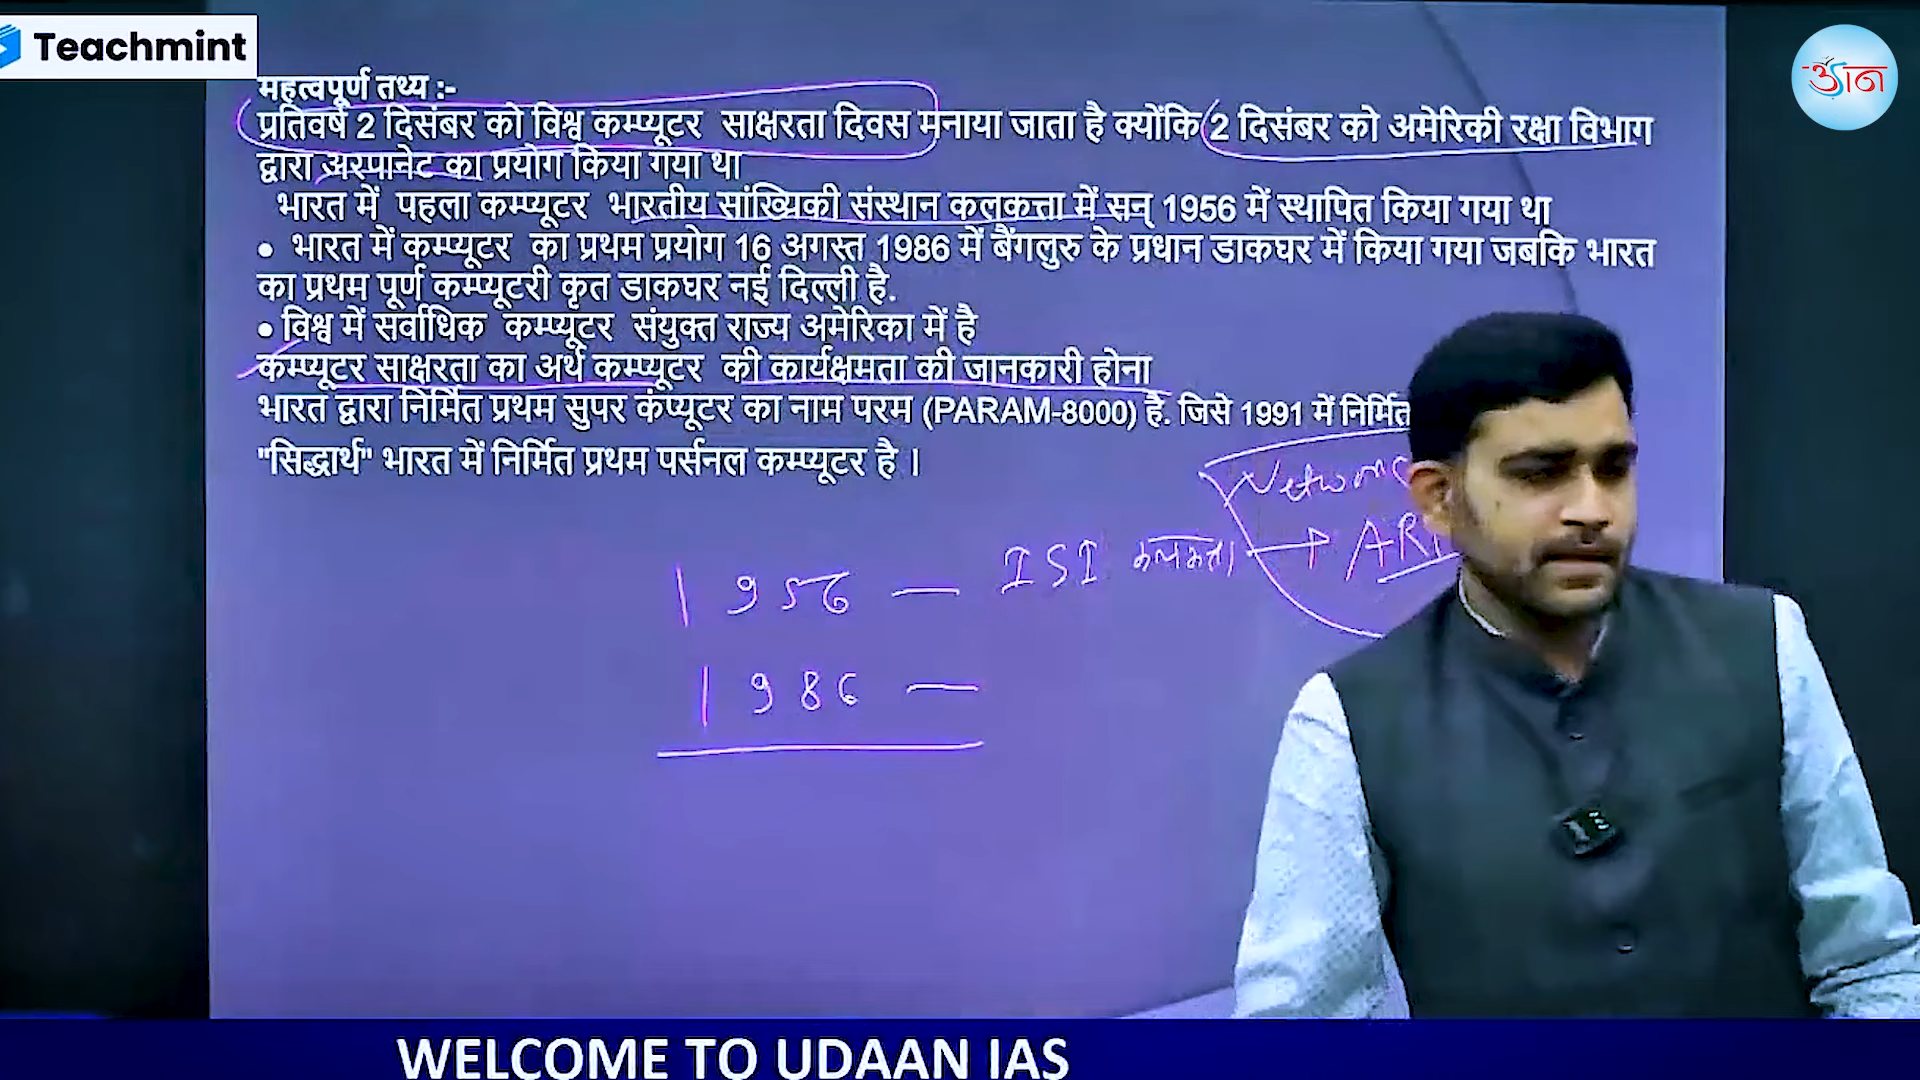 Teachmint
उड़ान
महत्वपूर्ण तथ्य :-
प्रतिवर्ष 2 दिसंबर को विश्व कम्प्यूटर साक्षरता दिवस मनाया जाता है क्योंकि 2 दिसंबर को अमेरिकी रक्षा विभाग
द्वारा अरपानेट का प्रयोग किया गया था
भारत में पहला कम्प्यूटर भारतीय सांख्यिकी संस्थान कलकत्ता में सन् 1956 में स्थापित किया गया था
• भारत में कम्प्यूटर का प्रथम प्रयोग 16 अगस्त 1986 में बैंगलुरु के प्रधान डाकघर में किया गया जबकि भारत
का प्रथम पूर्ण कम्प्यूटरी कृत डाकघर नई दिल्ली है.
• विश्व में सर्वाधिक कम्प्यूटर संयुक्त राज्य अमेरिका में है
कम्प्यूटर साक्षरता का अर्थ कम्प्यूटर की कार्यक्षमता की जानकारी होना
भारत द्वारा निर्मित प्रथम सुपर कंप्यूटर का नाम परम (PARAM-8000) है. जिसे 1991 में निर्मित
"सिद्धार्थ" भारत में निर्मित प्रथम पर्सनल कम्प्यूटर है ।
1956 — ISI कलकत्ता → 
1986 —
WELCOME TO UDAAN IAS